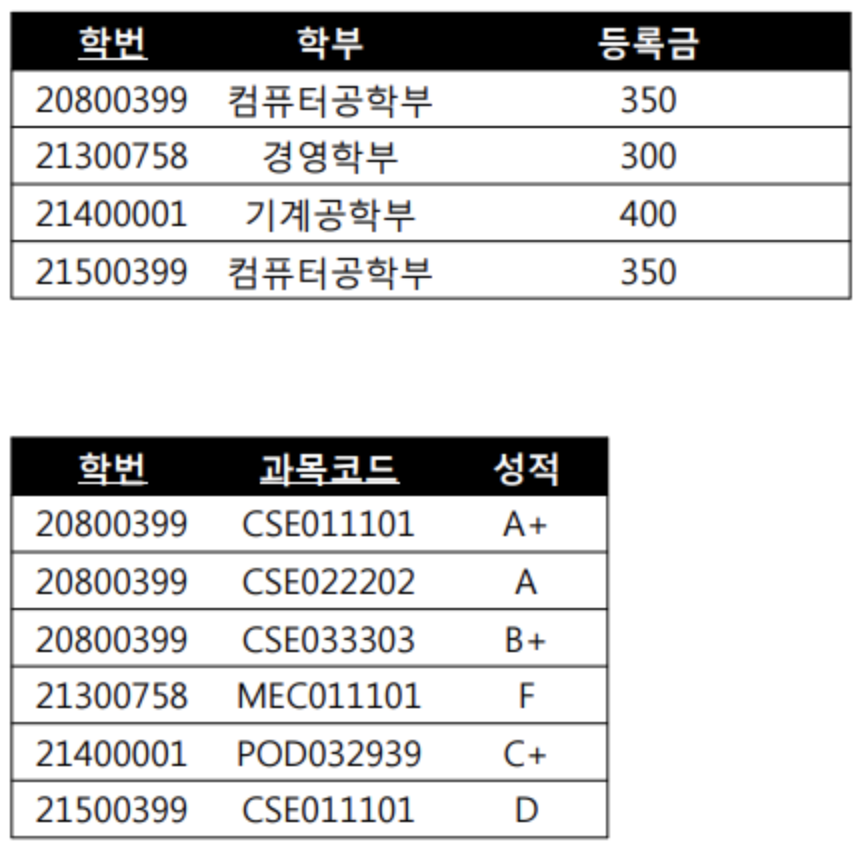 학번 학부 등록금
20800399 컴퓨터공학부 350
21300758 경영학부 300
21400001 기계공학부 400
21500399 컴퓨터공학부 350
학번 과목코드 성적
20800399 CSE011101 A+
20800399 CSE022202 A
20800399 CSE033303 B+
21300758 MEC011101 F
21400001 POD032939 C+
21500399 CSE011101 D